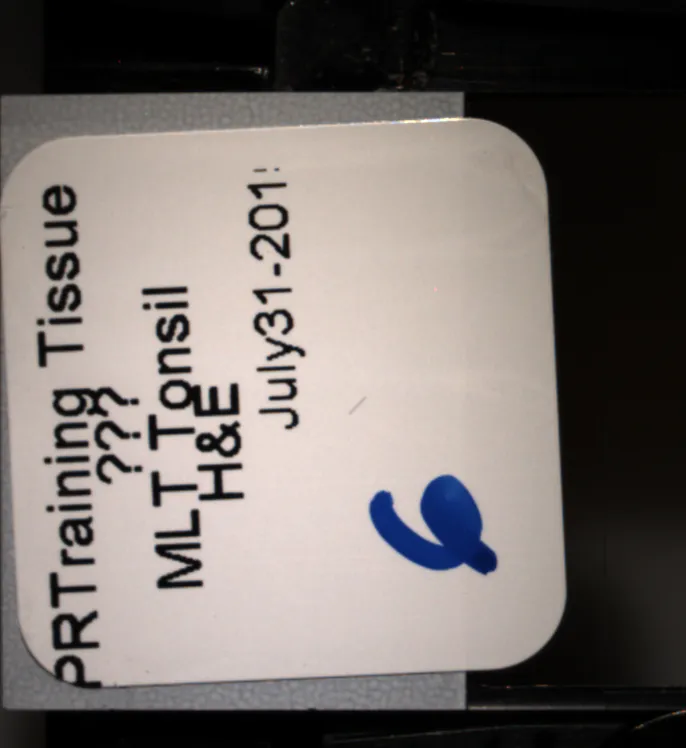 PRTraining Tissue
???
MLT Tonsil
H&E
July31-201
6